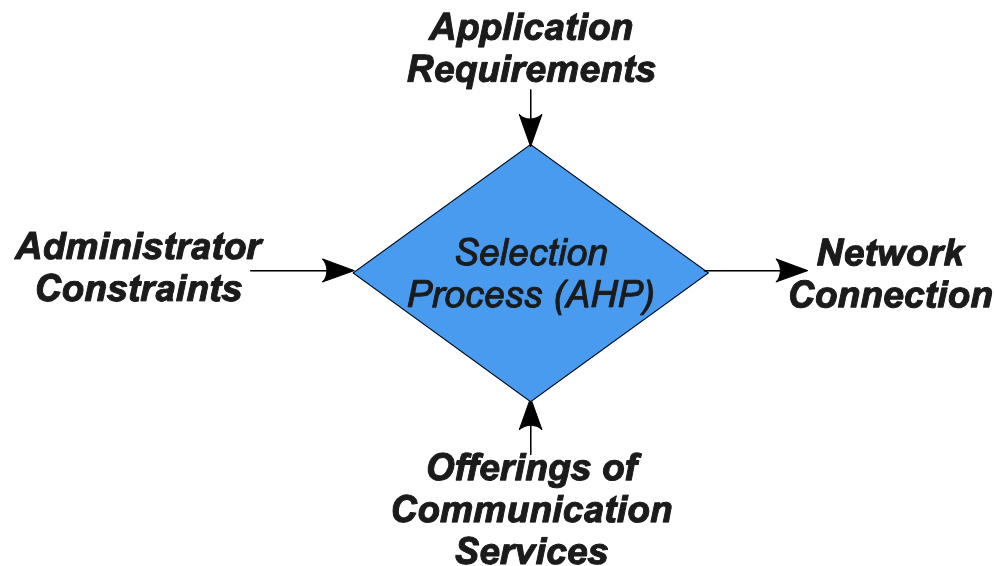 Application
Requirements
Administrator
Constraints
Selection
Process (AHP)
Network
Connection
Offerings of
Communication
Services